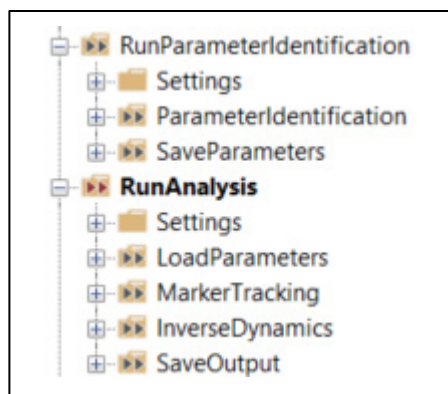 RunParameterIdentification
Settings
ParameterIdentification
SaveParameters
RunAnalysis
Settings
LoadParameters
MarkerTracking
InverseDynamics
SaveOutput